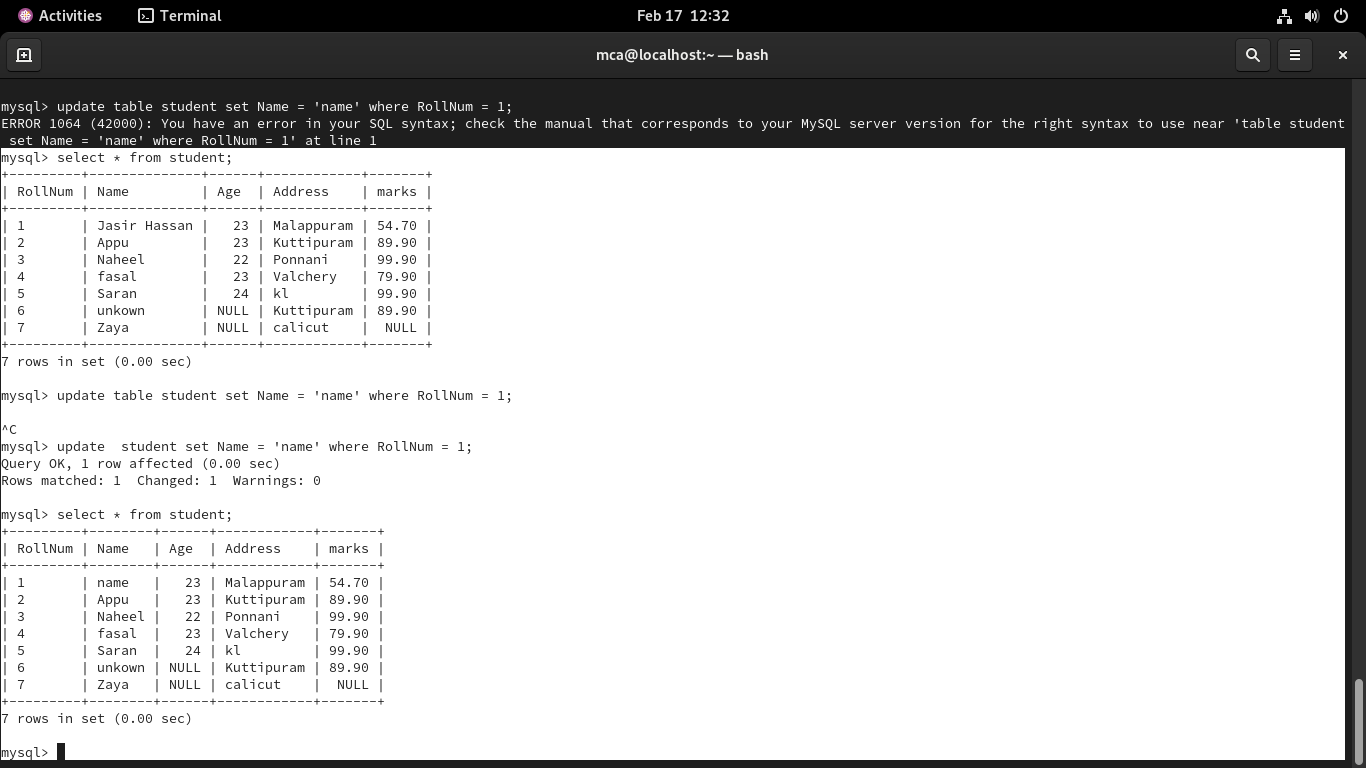 Activities Terminal Feb 17 12:32
mca@localhost:~ — bash
mysql> update table student set Name = 'name' where RollNum = 1;
ERROR 1064 (42000): You have an error in your SQL syntax; check the manual that corresponds to your MySQL server version for the right syntax to use near 'table student
 set Name = 'name' where RollNum = 1' at line 1
mysql> select * from student;
+---------+--------------+------+------------+-------+
| RollNum | Name         | Age  | Address    | marks |
+---------+--------------+------+------------+-------+
| 1       | Jasir Hassan |   23 | Malappuram | 54.70 |
| 2       | Appu         |   23 | Kuttipuram | 89.90 |
| 3       | Naheel       |   22 | Ponnani    | 99.90 |
| 4       | fasal        |   23 | Valchery   | 79.90 |
| 5       | Saran        |   24 | kl         | 99.90 |
| 6       | unkown       | NULL | Kuttipuram | 89.90 |
| 7       | Zaya         | NULL | calicut    |  NULL |
+---------+--------------+------+------------+-------+
7 rows in set (0.00 sec)

mysql> update table student set Name = 'name' where RollNum = 1;

^C
mysql> update  student set Name = 'name' where RollNum = 1;
Query OK, 1 row affected (0.00 sec)
Rows matched: 1  Changed: 1  Warnings: 0

mysql> select * from student;
+---------+--------+------+------------+-------+
| RollNum | Name   | Age  | Address    | marks |
+---------+--------+------+------------+-------+
| 1       | name   |   23 | Malappuram | 54.70 |
| 2       | Appu   |   23 | Kuttipuram | 89.90 |
| 3       | Naheel |   22 | Ponnani    | 99.90 |
| 4       | fasal  |   23 | Valchery   | 79.90 |
| 5       | Saran  |   24 | kl         | 99.90 |
| 6       | unkown | NULL | Kuttipuram | 89.90 |
| 7       | Zaya   | NULL | calicut    |  NULL |
+---------+--------+------+------------+-------+
7 rows in set (0.00 sec)

mysql>